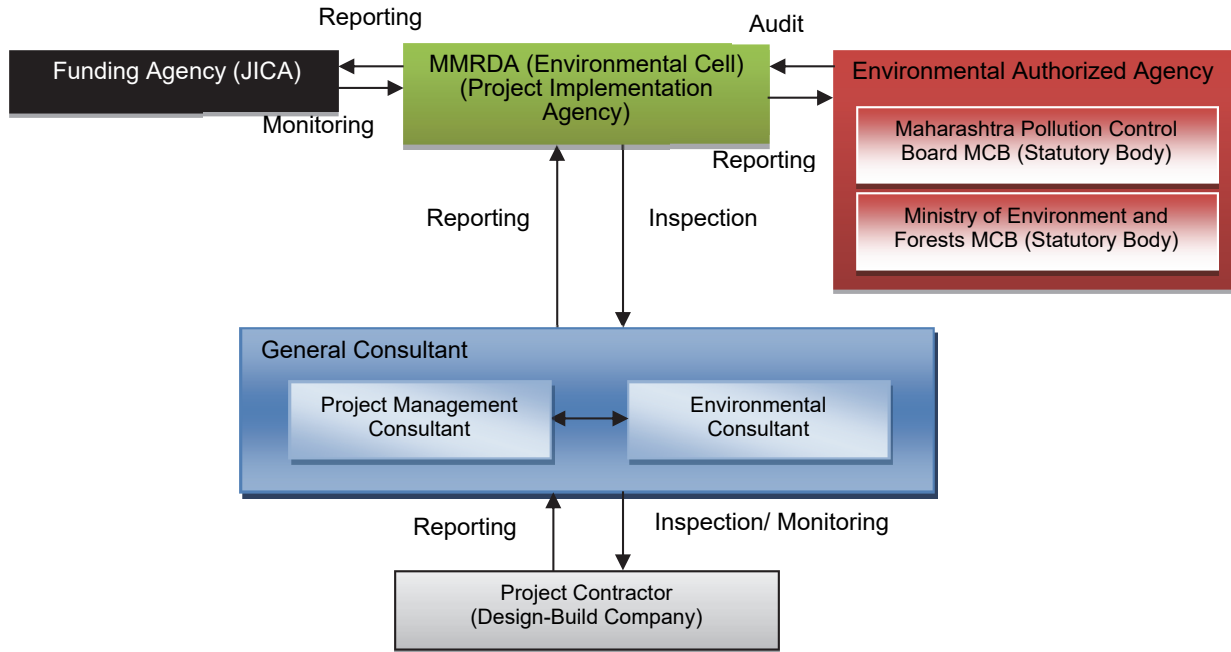 Reporting
Audit
Funding Agency (JICA)
MMRDA (Environmental Cell)
(Project Implementation
Agency)
Environmental Authorized Agency
Monitoring
Reporting
Maharashtra Pollution Control
Board MCB (Statutory Body)
Ministry of Environment and
Forests MCB (Statutory Body)
Reporting
Inspection
General Consultant
Project Management
Consultant
Environmental
Consultant
Reporting
Inspection/ Monitoring
Project Contractor
(Design-Build Company)